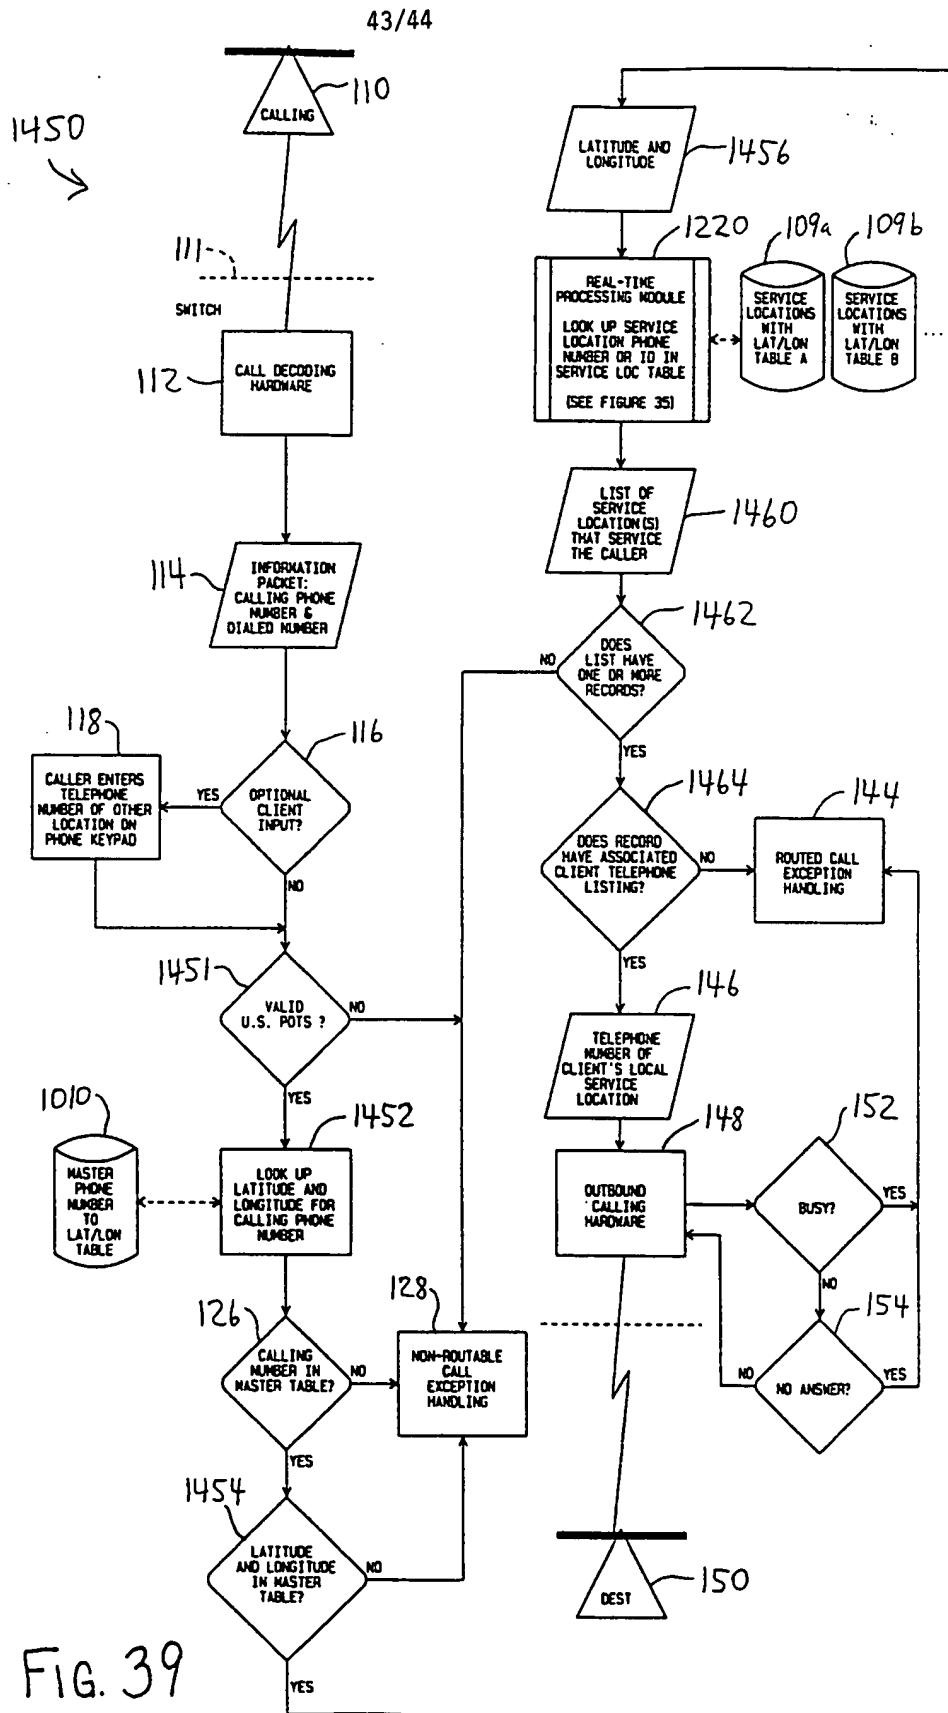 43/44
1450
110
CALLING
111
SWITCH
112
CALL DECODING
HARDWARE
114
INFORMATION
PACKET:
CALLING PHONE
NUMBER &
DIALED NUMBER
118
116
CALLER ENTERS
TELEPHONE
NUMBER OF OTHER
LOCATION ON
PHONE KEYPAD
YES
OPTIONAL
CLIENT
INPUT?
NO
1451
VALID
U.S. POTS ?
NO
YES
1010
1452
MASTER
PHONE
NUMBER
TO
LAT/LON
TABLE
LOOK UP
LATITUDE AND
LONGITUDE FOR
CALLING PHONE
NUMBER
126
128
CALLING
NUMBER IN
MASTER TABLE?
NO
NON-ROUTABLE
CALL
EXCEPTION
HANDLING
YES
1454
LATITUDE
AND LONGITUDE
IN MASTER
TABLE?
NO
YES
LATITUDE AND
LONGITUDE
1456
1220
109a
109b
REAL-TIME
PROCESSING MODULE
LOOK UP SERVICE
LOCATION PHONE
NUMBER OR ID IN
SERVICE LOC TABLE
(SEE FIGURE 35)
SERVICE
LOCATIONS
WITH
LAT/LON
TABLE A
SERVICE
LOCATIONS
WITH
LAT/LON
TABLE B
...
LIST OF
SERVICE
LOCATION(S)
THAT SERVICE
THE CALLER
1460
1462
DOES
LIST HAVE
ONE OR MORE
RECORDS?
NO
YES
1464
144
DOES RECORD
HAVE ASSOCIATED
CLIENT TELEPHONE
LISTING?
NO
ROUTED CALL
EXCEPTION
HANDLING
YES
146
TELEPHONE
NUMBER OF
CLIENT'S LOCAL
SERVICE
LOCATION
148
152
OUTBOUND
CALLING
HARDWARE
BUSY?
YES
NO
154
NO
NO ANSWER?
YES
DEST
150
FIG. 39